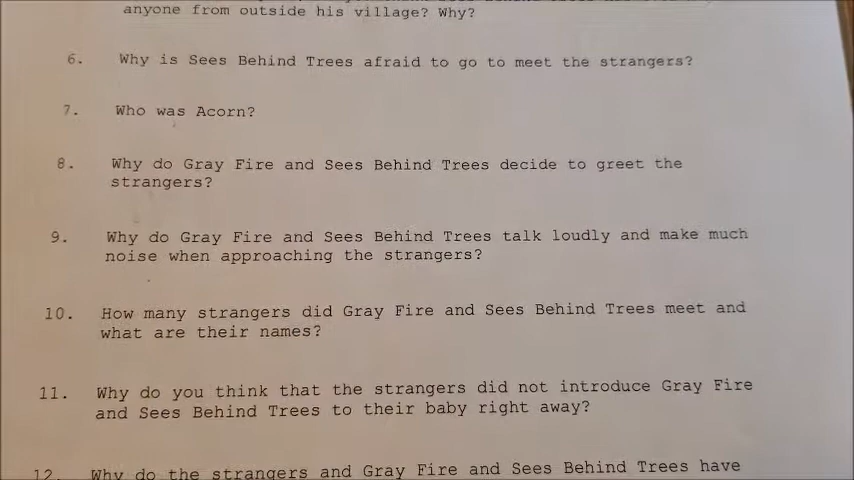 anyone from outside his village? Why?
6. Why is Sees Behind Trees afraid to go to meet the strangers?
7. Who was Acorn?
8. Why do Gray Fire and Sees Behind Trees decide to greet the
strangers?
9. Why do Gray Fire and Sees Behind Trees talk loudly and make much
noise when approaching the strangers?
10. How many strangers did Gray Fire and Sees Behind Trees meet and
what are their names?
11. Why do you think that the strangers did not introduce Gray Fire
and Sees Behind Trees to their baby right away?
12. Why do the strangers and Gray Fire and Sees Behind Trees have